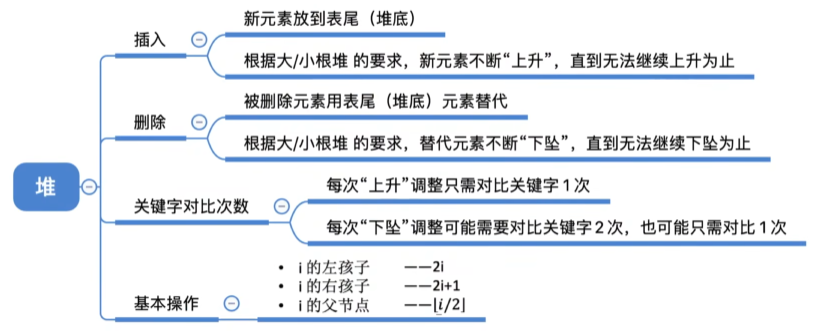 堆
插入
新元素放到表尾（堆底）
根据大/小根堆 的要求，新元素不断“上升”，直到无法继续上升为止
删除
被删除元素用表尾（堆底）元素替代
根据大/小根堆 的要求，替代元素不断“下坠”，直到无法继续下坠为止
关键字对比次数
每次“上升”调整只需对比关键字1次
每次“下坠”调整可能需要对比关键字2次，也可能只需对比1次
基本操作
• i 的左孩子 ——2i
• i 的右孩子 ——2i+1
• i 的父节点 ——⌊i/2⌋